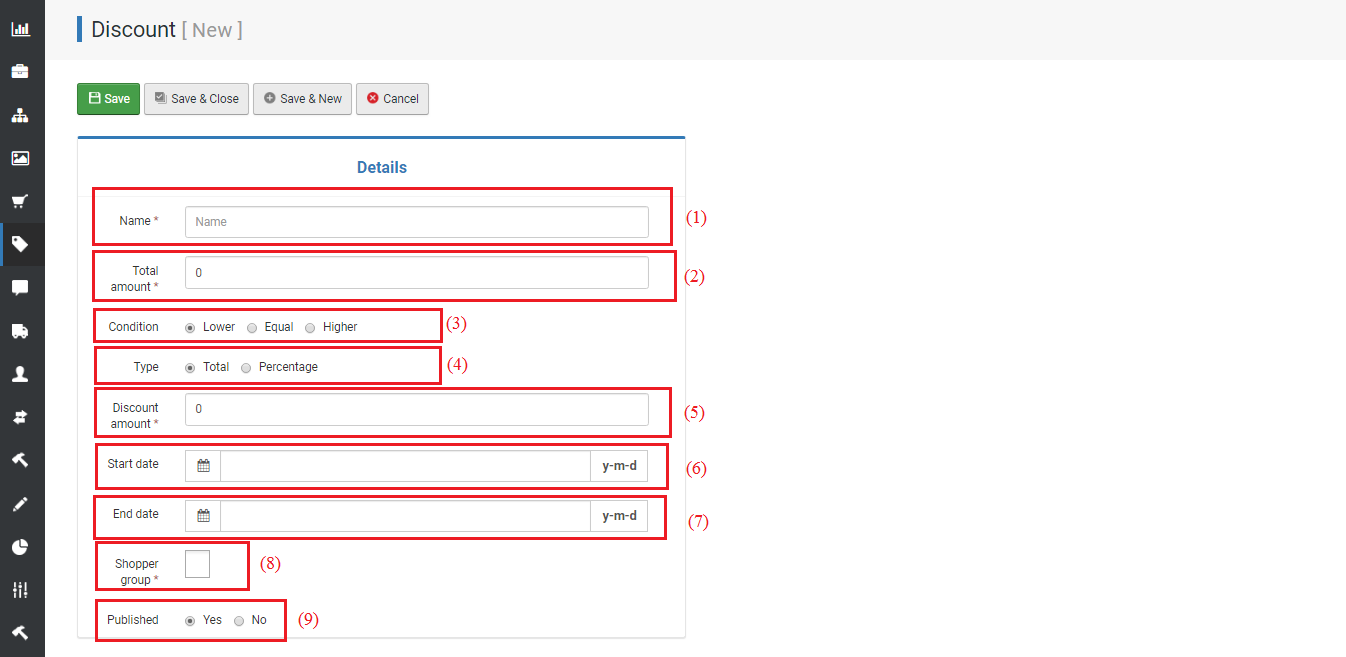 Discount [ New ]
Save Save & Close Save & New Cancel
Details
Name * Name (1)
Total amount * 0 (2)
Condition Lower Equal Higher (3)
Type Total Percentage (4)
Discount amount * 0 (5)
Start date y-m-d (6)
End date y-m-d (7)
Shopper group * (8)
Published Yes No (9)